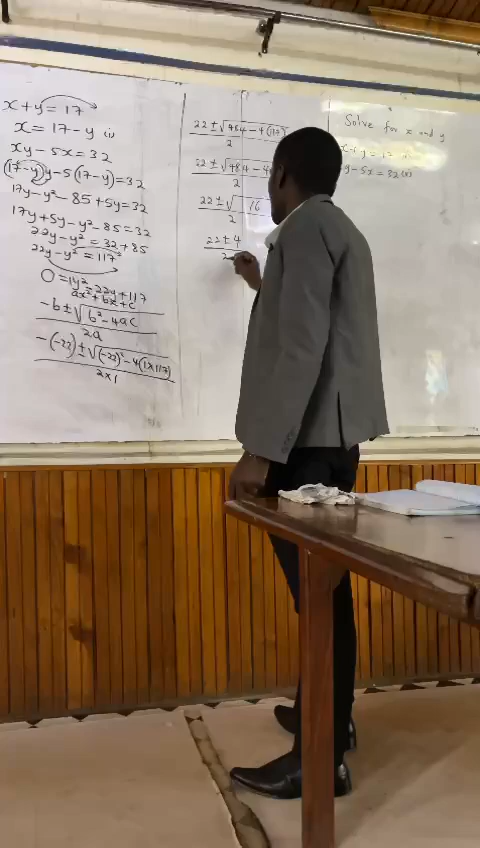 x + y = 17
x = 17 - y (i)
xy - 5x = 32
(17-y)y - 5(17-y) = 32
17y - y² - 85 + 5y = 32
17y + 5y - y² - 85 = 32
22y - y² = 32 + 85
22y - y² = 117
0 = 1y² - 22y + 117
ax² + bx + c
-b ± √b² - 4ac
2a
-(-22) ± √(-22)² - 4(1×117)
2×1
22 ± √484 - 4(117)
2
22 ± √484 - 4
2
22 ± √ 16
2
22 ± 4
2
Solve for x and y
x + y = 17 (i)
y - 5x = 32 (ii)